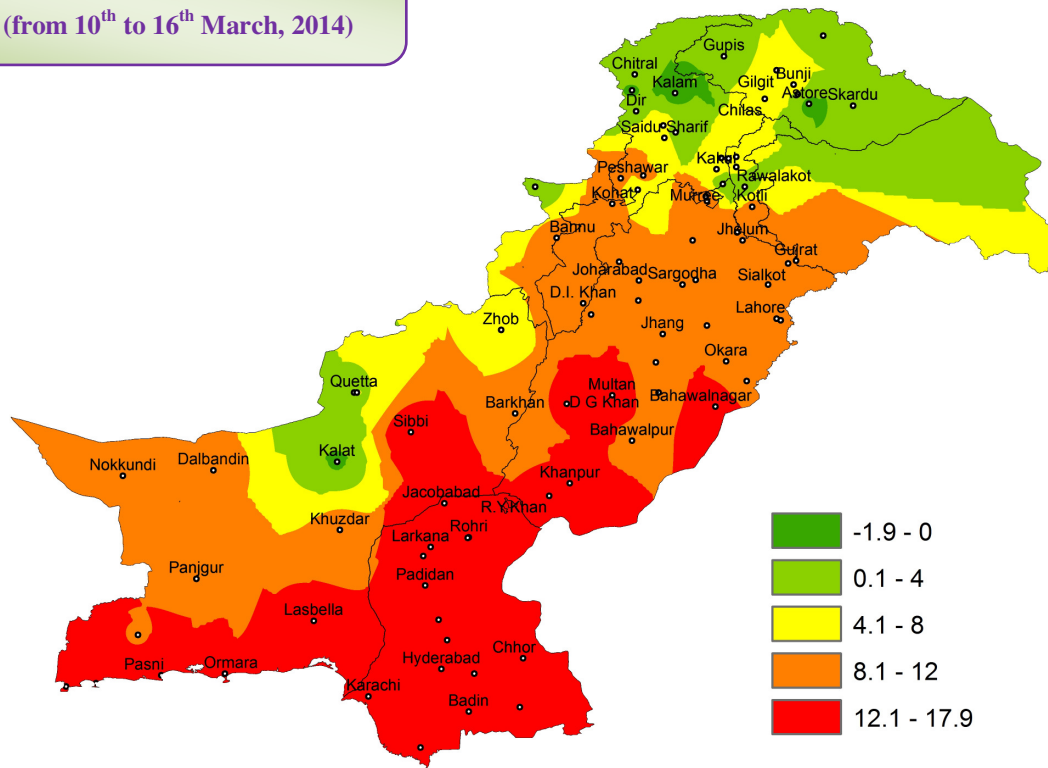 (from 10th to 16th March, 2014)
Gupis
Chitral
Kalam
Gilgit
Bunji
Dir
Astore
Skardu
Chilas
Saidu Sharif
Peshawar
Rawalakot
Kohat
Murree
Kotli
Bannu
Jhelum
Gujrat
Joharabad
Sargodha
Sialkot
D.I. Khan
Lahore
Zhob
Jhang
Okara
Quetta
Multan
Barkhan
D G Khan
Bahawalnagar
Sibbi
Bahawalpur
Kalat
Nokkundi
Dalbandin
Khanpur
Jacobabad
R.Y.Khan
Khuzdar
Rohri
Larkana
Panjgur
Padidan
Lasbella
Pasni
Ormara
Hyderabad
Chhor
Karachi
Badin
-1.9 - 0
0.1 - 4
4.1 - 8
8.1 - 12
12.1 - 17.9